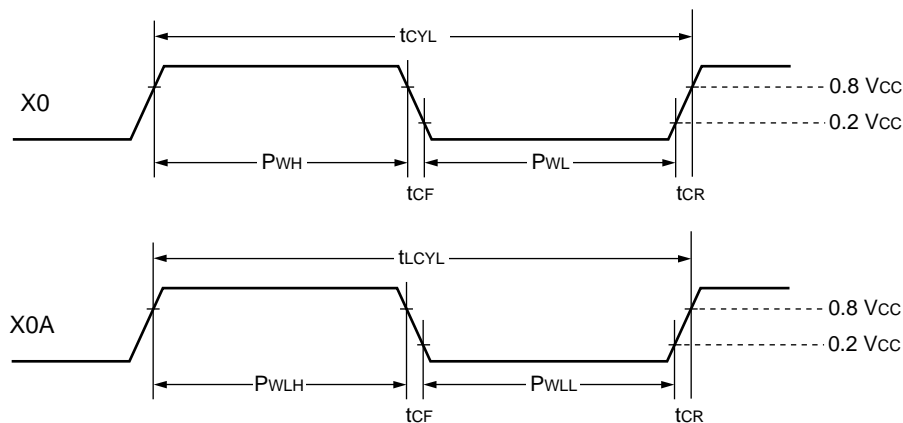 tCYL
X0
0.8 VCC
0.2 VCC
PWH
PWL
tCF
tCR
tLCYL
X0A
0.8 VCC
0.2 VCC
PWLH
PWLL
tCF
tCR